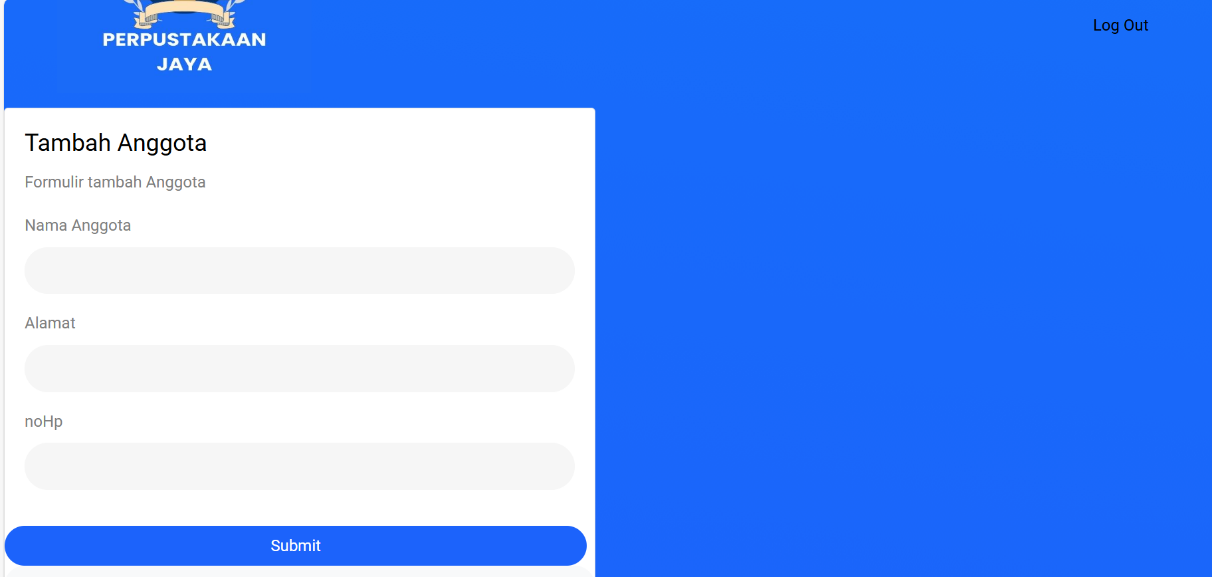 PERPUSTAKAAN
JAYA
Log Out
Tambah Anggota
Formulir tambah Anggota
Nama Anggota
Alamat
noHp
Submit